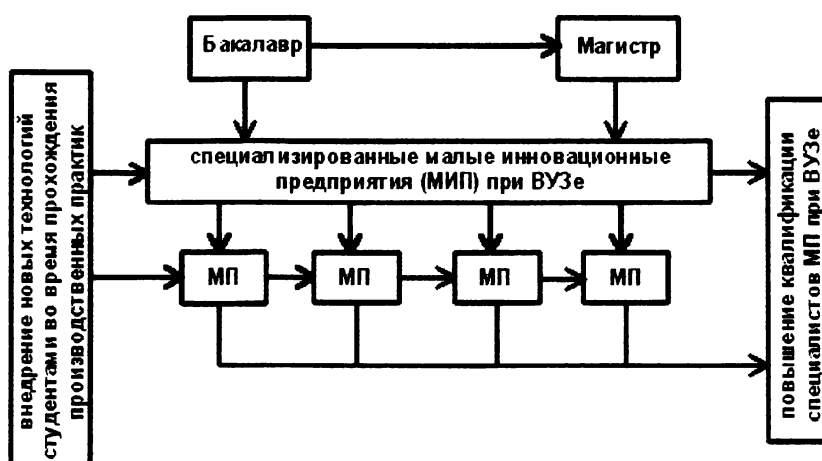 Бакалавр
Магистр
внедрение новых технологий
студентами во время прохождения
производственных практик
специализированные малые инновационные
предприятия (МИП) при ВУЗе
МП
МП
МП
МП
повышение квалификации
специалистов МП при ВУЗе